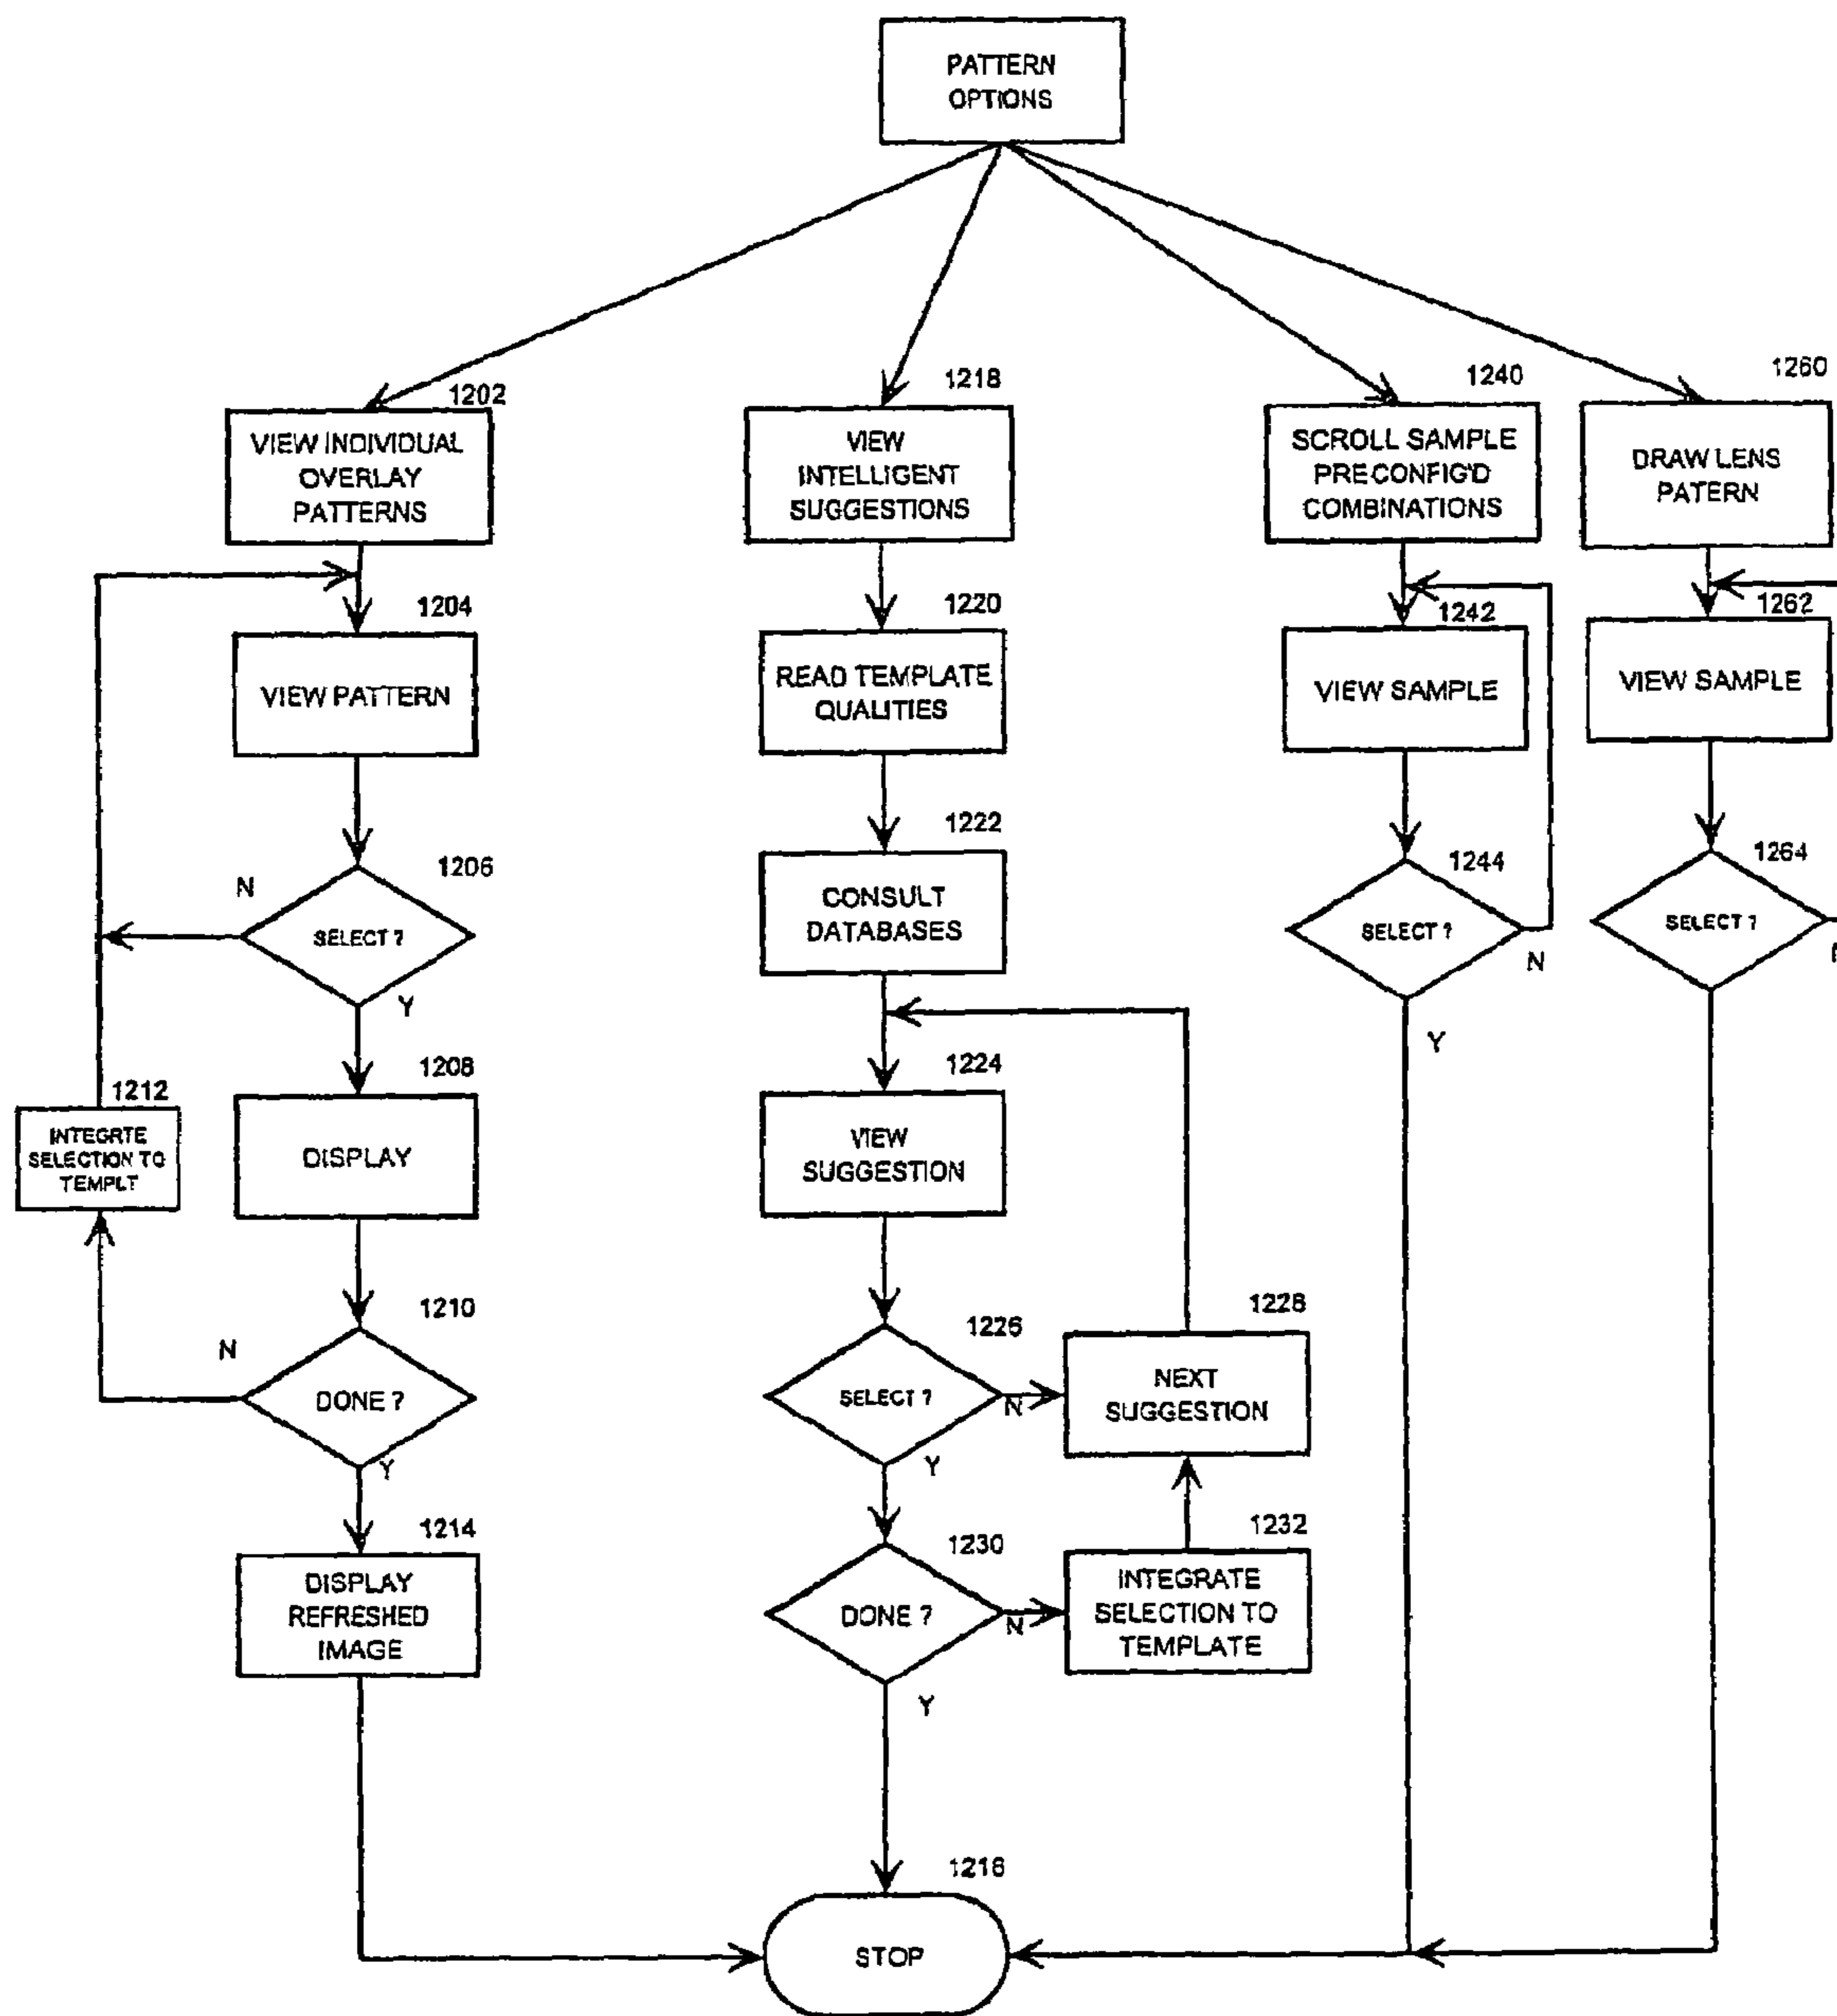 PATTERN
OPTIONS
1202
VIEW INDIVIDUAL
OVERLAY
PATTERNS
1204
VIEW PATTERN
1206
SELECT ?
N
Y
1208
DISPLAY
1212
INTEGRTE
SELECTION TO
TEMPLT
1210
DONE ?
N
Y
1214
DISPLAY
REFRESHED
IMAGE
1218
VIEW
INTELLIGENT
SUGGESTIONS
1220
READ TEMPLATE
QUALITIES
1222
CONSULT
DATABASES
1224
VIEW
SUGGESTION
1226
SELECT ?
N
Y
1228
NEXT
SUGGESTION
1230
DONE ?
N
Y
1232
INTEGRATE
SELECTION TO
TEMPLATE
1216
STOP
1240
SCROLL SAMPLE
PRECONFIG'D
COMBINATIONS
1242
VIEW SAMPLE
1244
SELECT ?
N
Y
1260
DRAW LENS
PATERN
1262
VIEW SAMPLE
1264
SELECT ?